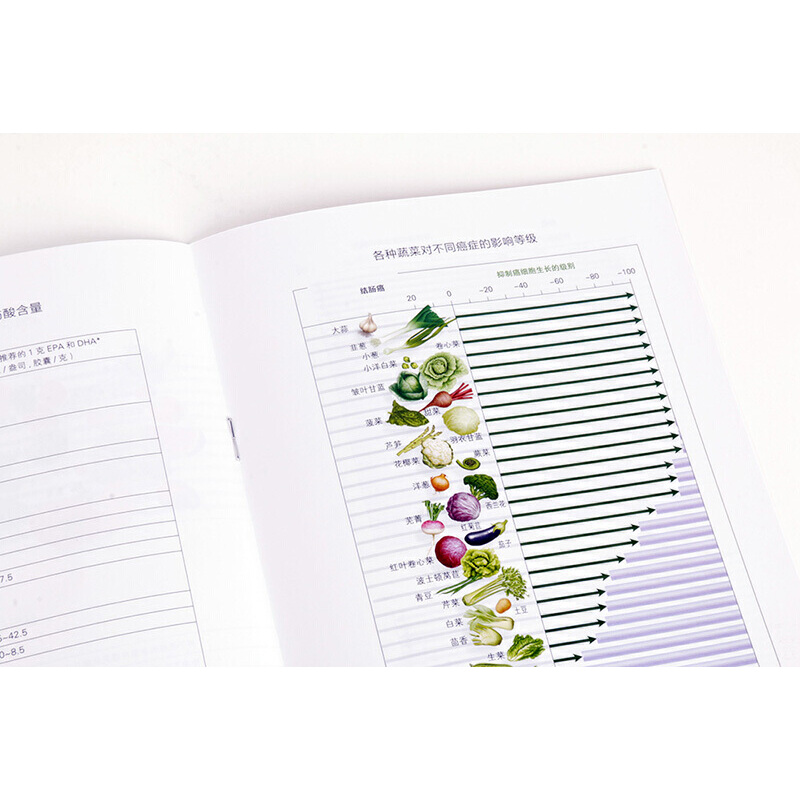 酸含量
推荐的 1 克 EPA 和 DHA*
/ 盎司 , 胶囊 / 克 )
7.5
-42.5
0-8.5
各种蔬菜对不同癌症的影响等级
结肠癌
抑制癌细胞生长的级别
20 0 -20 -40 -60 -80 -100
大蒜
韭葱
卷心菜
小葱
小洋白菜
皱叶甘蓝
甜菜
菠菜
羽衣甘蓝
芦笋
花椰菜
蕨菜
洋葱
西兰花
芜菁
红菊苣
茄子
红叶卷心菜
波士顿莴苣
青豆
芹菜
土豆
白菜
茴香
生菜